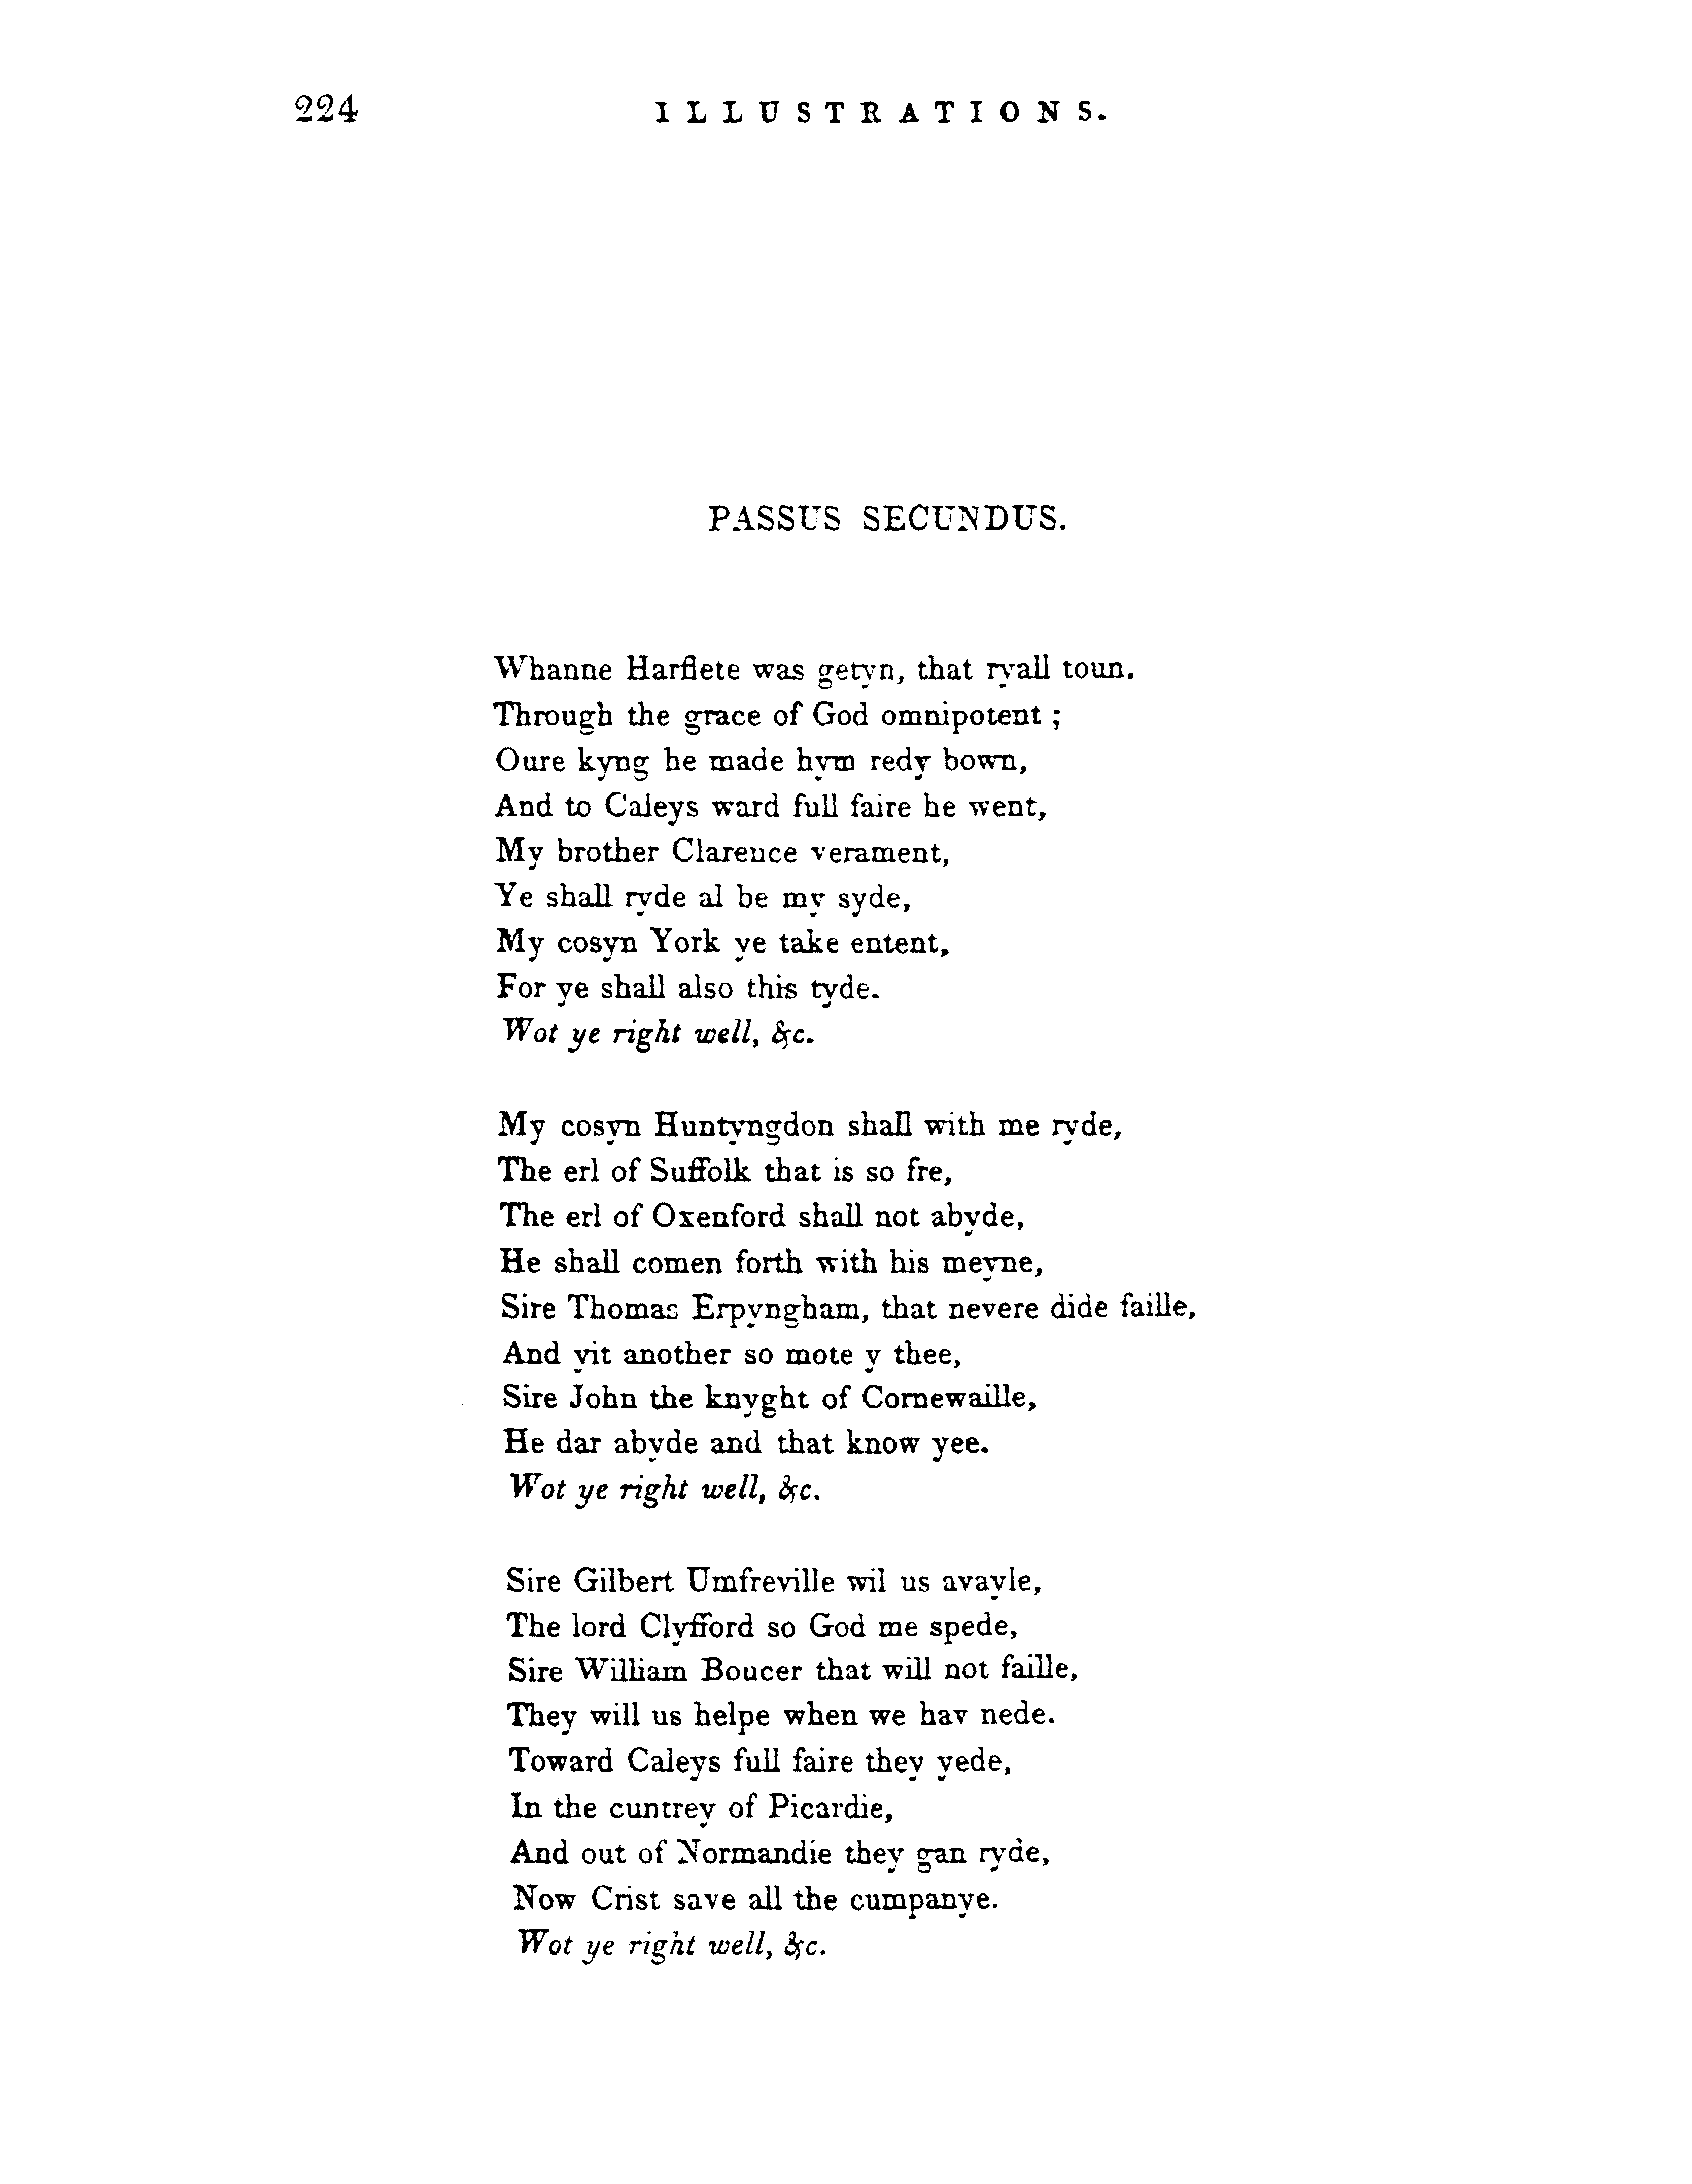 224 ILLUSTRATIONS.
PASSUS SECUNDUS.
Whanne Harflete was getyn, that ryall toun.
Through the grace of God omnipotent ;
Oure kyng he made hym redy bown,
And to Caleys ward full faire he went,
My brother Clarence verament,
Ye shall ryde al be my syde,
My cosyn York ye take entent,
For ye shall also this tyde.
Wot ye right well, &c.
My cosyn Huntyngdon shall with me ryde,
The erl of Suffolk that is so fre,
The erl of Oxenford shall not abyde,
He shall comen forth with his meyne,
Sire Thomas Erpyngham, that nevere dide faille,
And yit another so mote y thee,
Sire John the knyght of Cornewaille,
He dar abyde and that know yee.
Wot ye right well, &c.
Sire Gilbert Umfreville wil us avayle,
The lord Clyfford so God me spede,
Sire William Boucer that will not faille,
They will us helpe when we hav nede.
Toward Caleys full faire they yede,
In the cuntrey of Picardie,
And out of Normandie they gan ryde,
Now Crist save all the cumpanye.
Wot ye right well, &c.